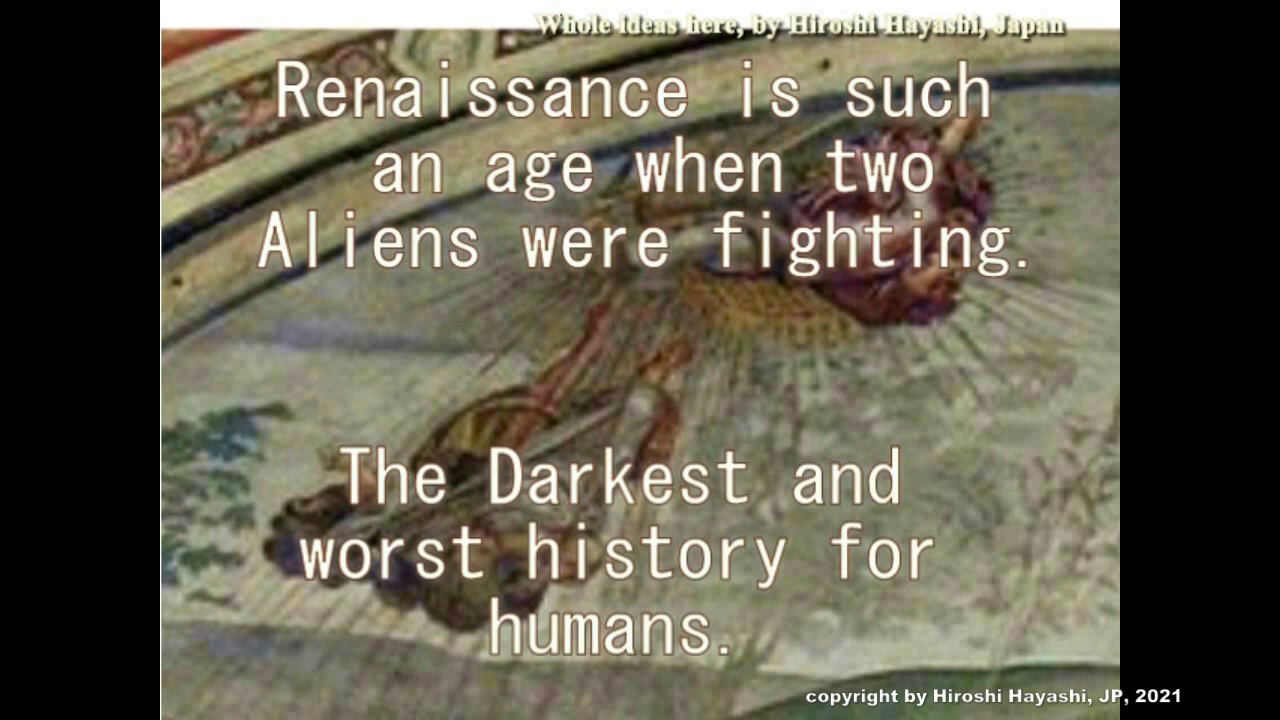 Whole ideas here, by Hiroshi Hayashi, Japan
Renaissance is such
an age when two
Aliens were fighting.
The Darkest and
worst history for
humans.
copyright by Hiroshi Hayashi, JP, 2021